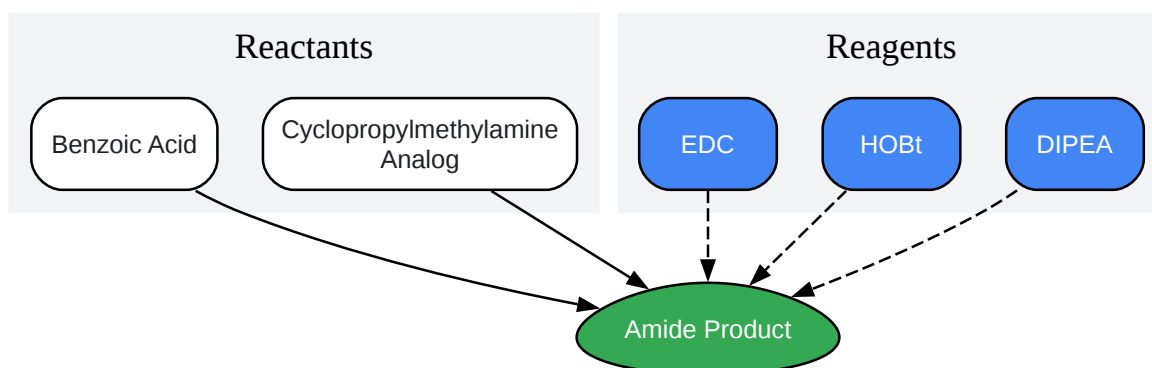 Reactants
Reagents
Benzoic Acid
Cyclopropylmethylamine
Analog
EDC
HOBt
DIPEA
Amide Product